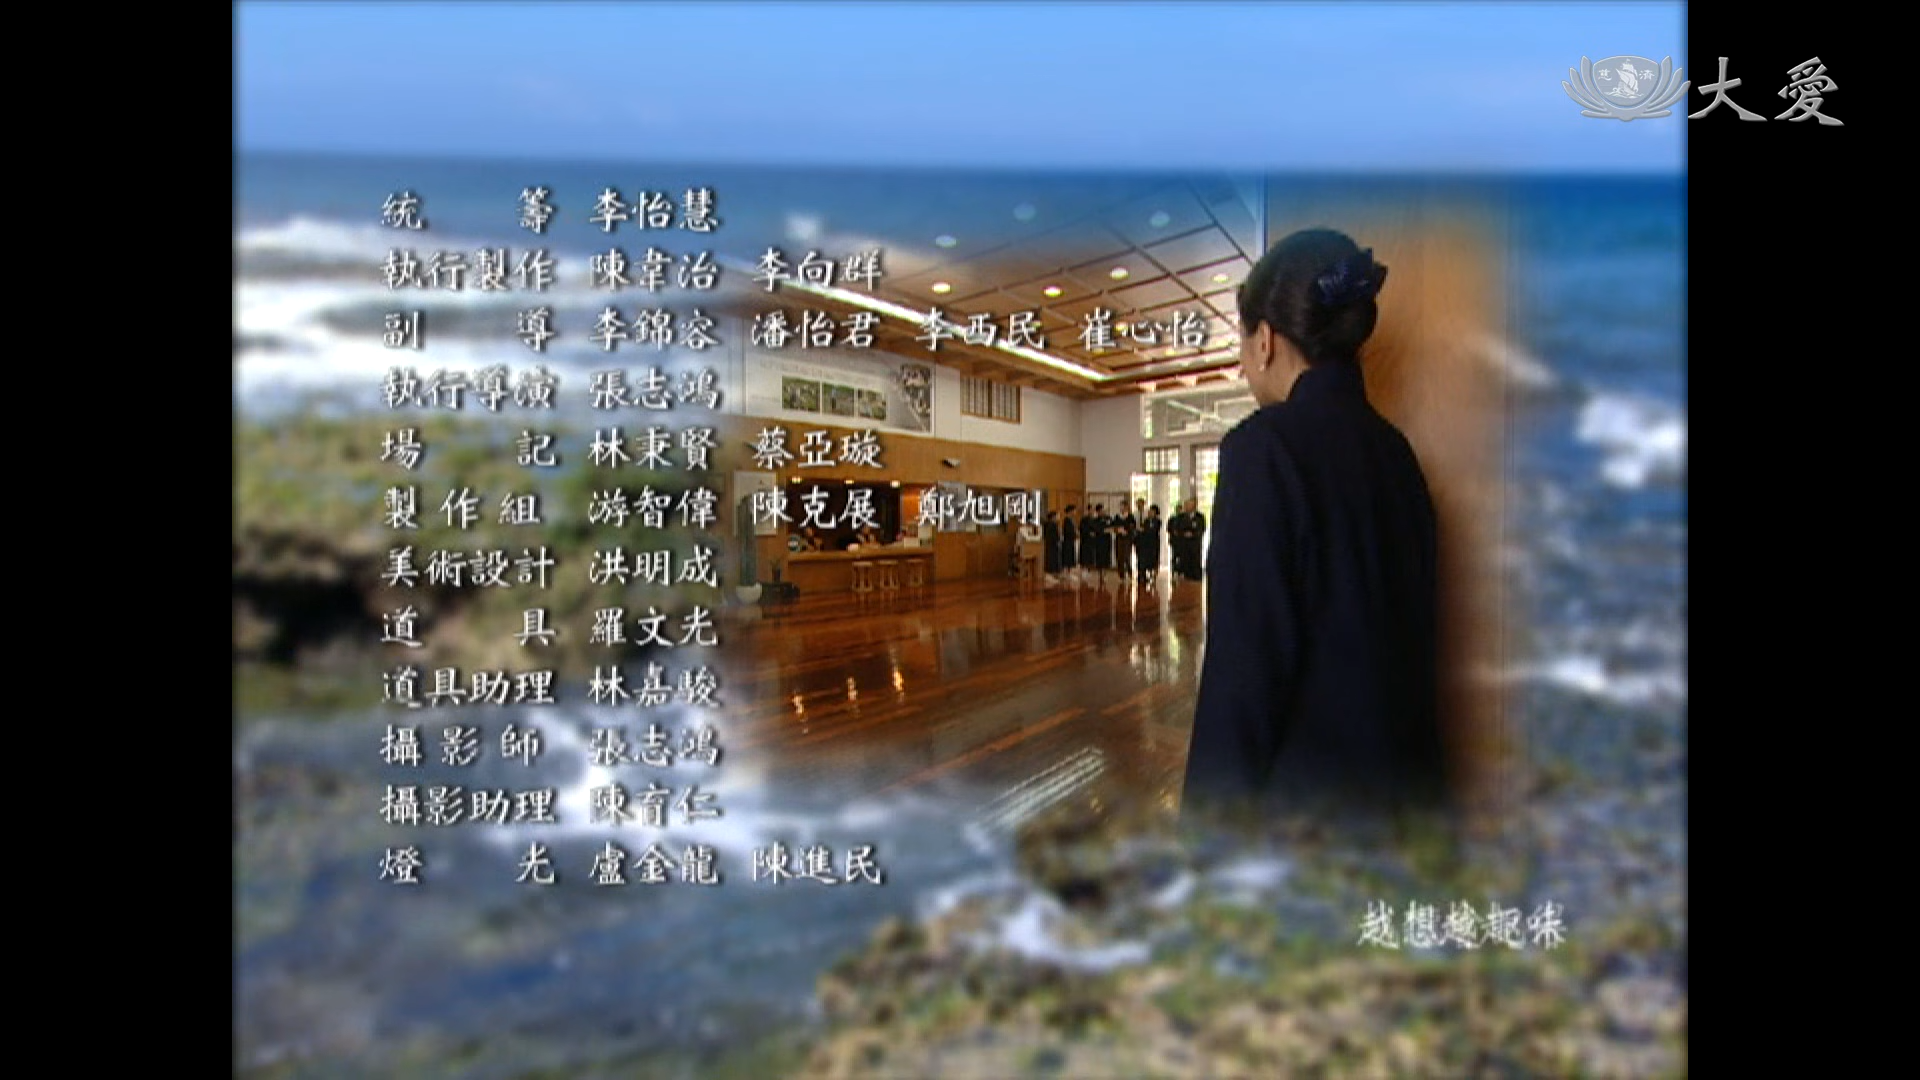 慈濟 大愛
統籌 李怡慧
執行製作 陳韋治 李向群
副導 李錦容 潘怡君 李西民 崔心怡
執行導演 張志鴻
場記 林秉賢 蔡亞璇
製作組 游智偉 陳克展 鄭旭剛
美術設計 洪明成
道具 羅文光
道具助理 林嘉駿
攝影師 張志鴻
攝影助理 陳育仁
燈光 盧金龍 陳進民
越想